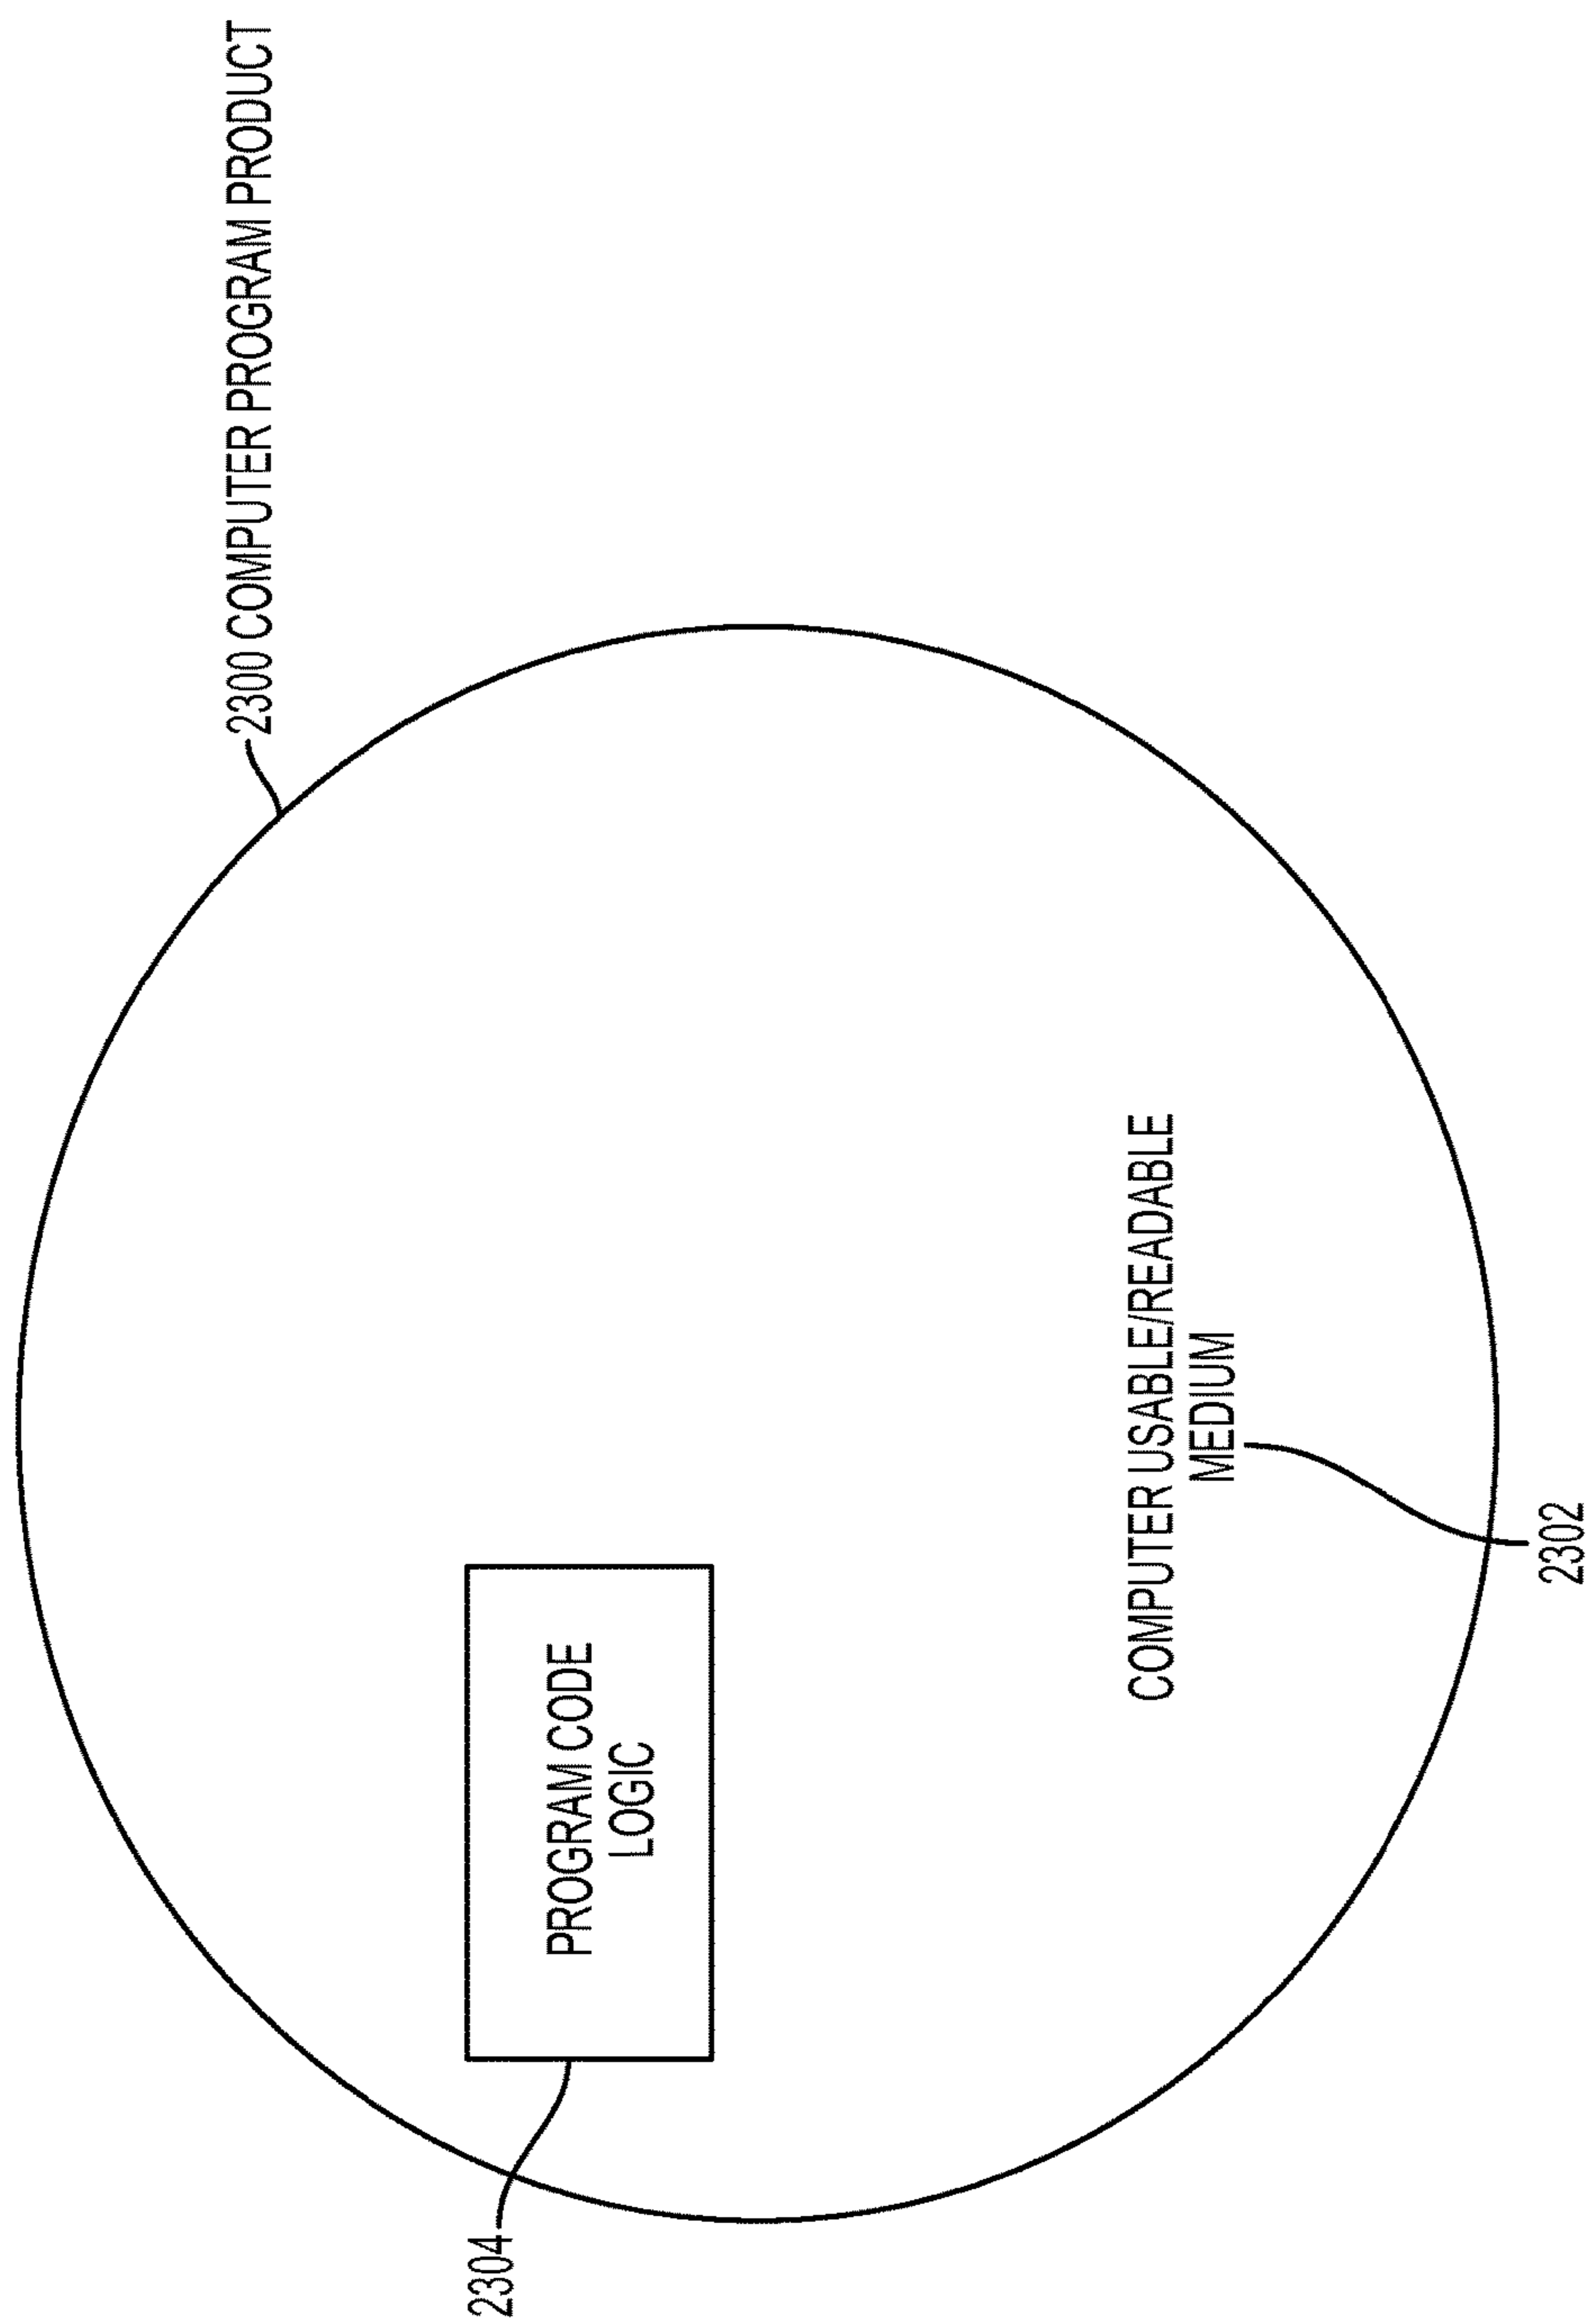 2300 COMPUTER PROGRAM PRODUCT
PROGRAM CODE
LOGIC
2304
COMPUTER USABLE/READABLE
MEDIUM
2302